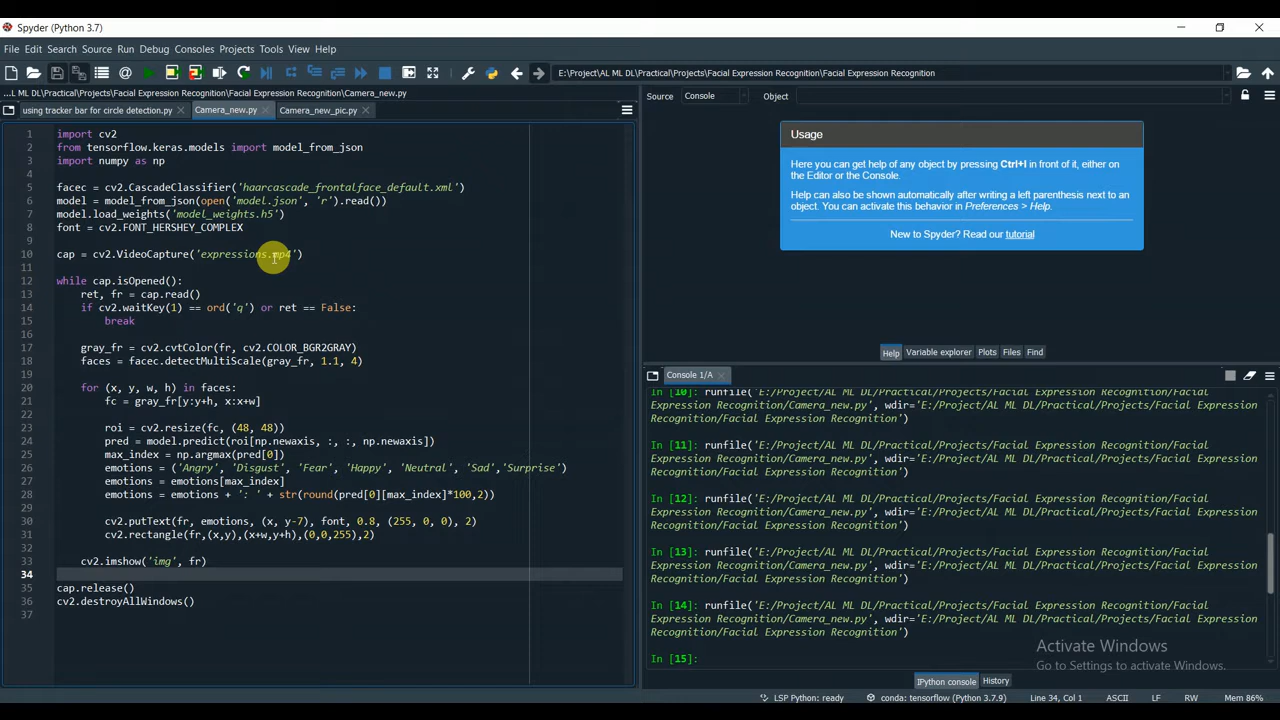 Spyder (Python 3.7)
File Edit Search Source Run Debug Consoles Projects Tools View Help
E:\Project\AL ML DL\Practical\Projects\Facial Expression Recognition\Facial Expression Recognition
...L ML DL\Practical\Projects\Facial Expression Recognition\Facial Expression Recognition\Camera_new.py
using tracker bar for circle detection.py Camera_new.py Camera_new_pic.py
1 import cv2
2 from tensorflow.keras.models import model_from_json
3 import numpy as np
4
5 facec = cv2.CascadeClassifier('haarcascade_frontalface_default.xml')
6 model = model_from_json(open('model.json', 'r').read())
7 model.load_weights('model_weights.h5')
8 font = cv2.FONT_HERSHEY_COMPLEX
9
10 cap = cv2.VideoCapture('expressions.mp4')
11
12 while cap.isOpened():
13 ret, fr = cap.read()
14 if cv2.waitKey(1) == ord('q') or ret == False:
15 break
16
17 gray_fr = cv2.cvtColor(fr, cv2.COLOR_BGR2GRAY)
18 faces = facec.detectMultiScale(gray_fr, 1.1, 4)
19
20 for (x, y, w, h) in faces:
21 fc = gray_fr[y:y+h, x:x+w]
22
23 roi = cv2.resize(fc, (48, 48))
24 pred = model.predict(roi[np.newaxis, :, :, np.newaxis])
25 max_index = np.argmax(pred[0])
26 emotions = ('Angry', 'Disgust', 'Fear', 'Happy', 'Neutral', 'Sad','Surprise')
27 emotions = emotions[max_index]
28 emotions = emotions + ': ' + str(round(pred[0][max_index]*100,2))
29
30 cv2.putText(fr, emotions, (x, y-7), font, 0.8, (255, 0, 0), 2)
31 cv2.rectangle(fr,(x,y),(x+w,y+h),(0,0,255),2)
32
33 cv2.imshow('img', fr)
34
35 cap.release()
36 cv2.destroyAllWindows()
37
Source Console Object
Usage
Here you can get help of any object by pressing Ctrl+I in front of it, either on
the Editor or the Console.
Help can also be shown automatically after writing a left parenthesis next to an
object. You can activate this behavior in Preferences > Help.
New to Spyder? Read our tutorial
Help Variable explorer Plots Files Find
Console 1/A
In [10]: runfile('E:/Project/AL ML DL/Practical/Projects/Facial Expression Recognition/Facial
Expression Recognition/Camera_new.py', wdir='E:/Project/AL ML DL/Practical/Projects/Facial Expression
Recognition/Facial Expression Recognition')
In [11]: runfile('E:/Project/AL ML DL/Practical/Projects/Facial Expression Recognition/Facial
Expression Recognition/Camera_new.py', wdir='E:/Project/AL ML DL/Practical/Projects/Facial Expression
Recognition/Facial Expression Recognition')
In [12]: runfile('E:/Project/AL ML DL/Practical/Projects/Facial Expression Recognition/Facial
Expression Recognition/Camera_new.py', wdir='E:/Project/AL ML DL/Practical/Projects/Facial Expression
Recognition/Facial Expression Recognition')
In [13]: runfile('E:/Project/AL ML DL/Practical/Projects/Facial Expression Recognition/Facial
Expression Recognition/Camera_new.py', wdir='E:/Project/AL ML DL/Practical/Projects/Facial Expression
Recognition/Facial Expression Recognition')
In [14]: runfile('E:/Project/AL ML DL/Practical/Projects/Facial Expression Recognition/Facial
Expression Recognition/Camera_new.py', wdir='E:/Project/AL ML DL/Practical/Projects/Facial Expression
Recognition/Facial Expression Recognition')
In [15]:
Activate Windows
Go to Settings to activate Windows.
IPython console History
LSP Python: ready conda: tensorflow (Python 3.7.9) Line 34, Col 1 ASCII LF RW Mem 86%